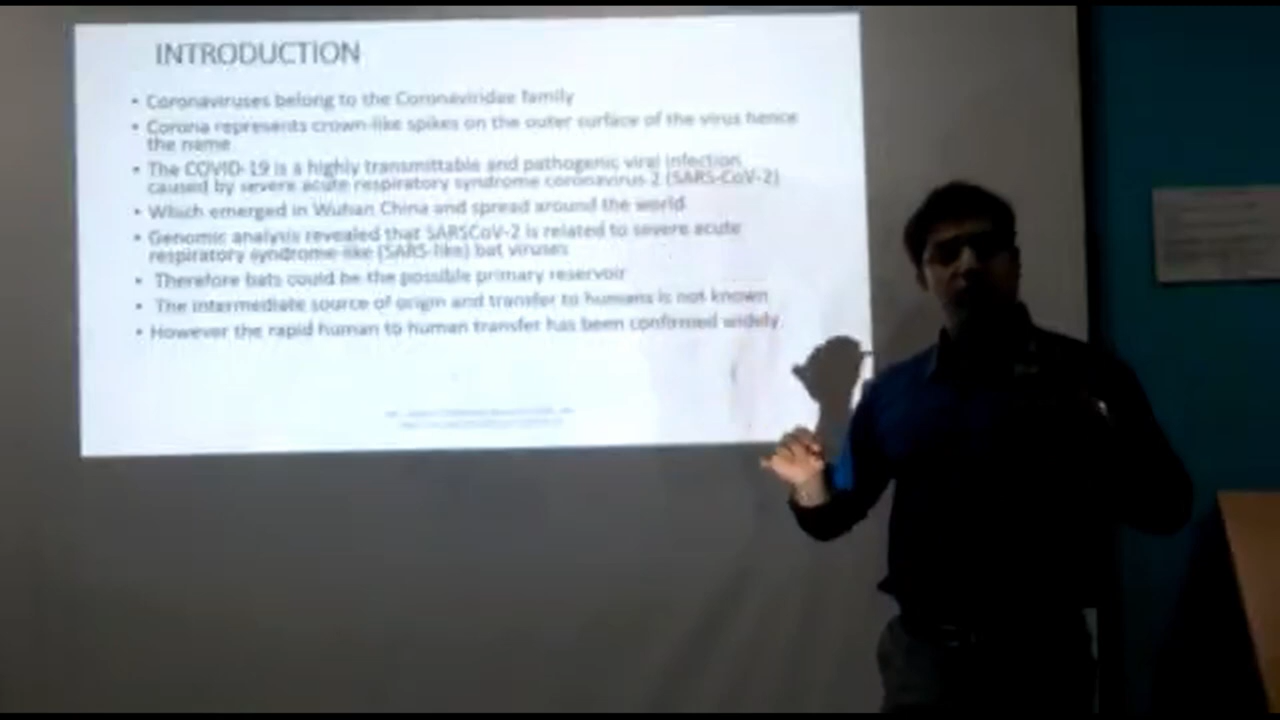 INTRODUCTION
• Coronaviruses belong to the Coronaviridae family
• Corona represents crown-like spikes on the outer surface of the virus hence
the name
• The COVID-19 is a highly transmittable and pathogenic viral infection
caused by severe acute respiratory syndrome coronavirus 2 (SARS-CoV-2)
• Which emerged in Wuhan China and spread around the world
• Genomic analysis revealed that SARSCoV-2 is related to severe acute
respiratory syndrome-like (SARS-like) bat viruses
• Therefore bats could be the possible primary reservoir
• The intermediate source of origin and transfer to humans is not known
• However the rapid human to human transfer has been confirmed widely.